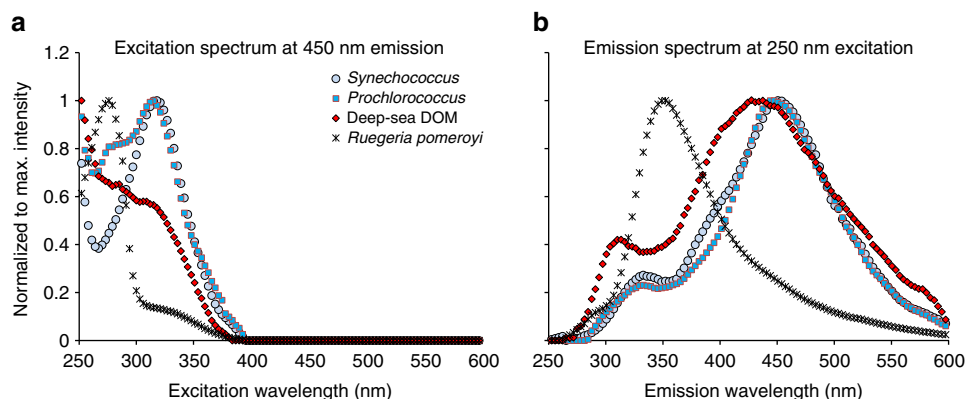 a
Excitation spectrum at 450 nm emission
Normalized to max. intensity
1.2
1
0.8
0.6
0.4
0.2
0
Synechococcus
Prochlorococcus
Deep-sea DOM
Ruegeria pomeroyi
250 300 350 400 450 500 550 600
Excitation wavelength (nm)
b
Emission spectrum at 250 nm excitation
250 300 350 400 450 500 550 600
Emission wavelength (nm)